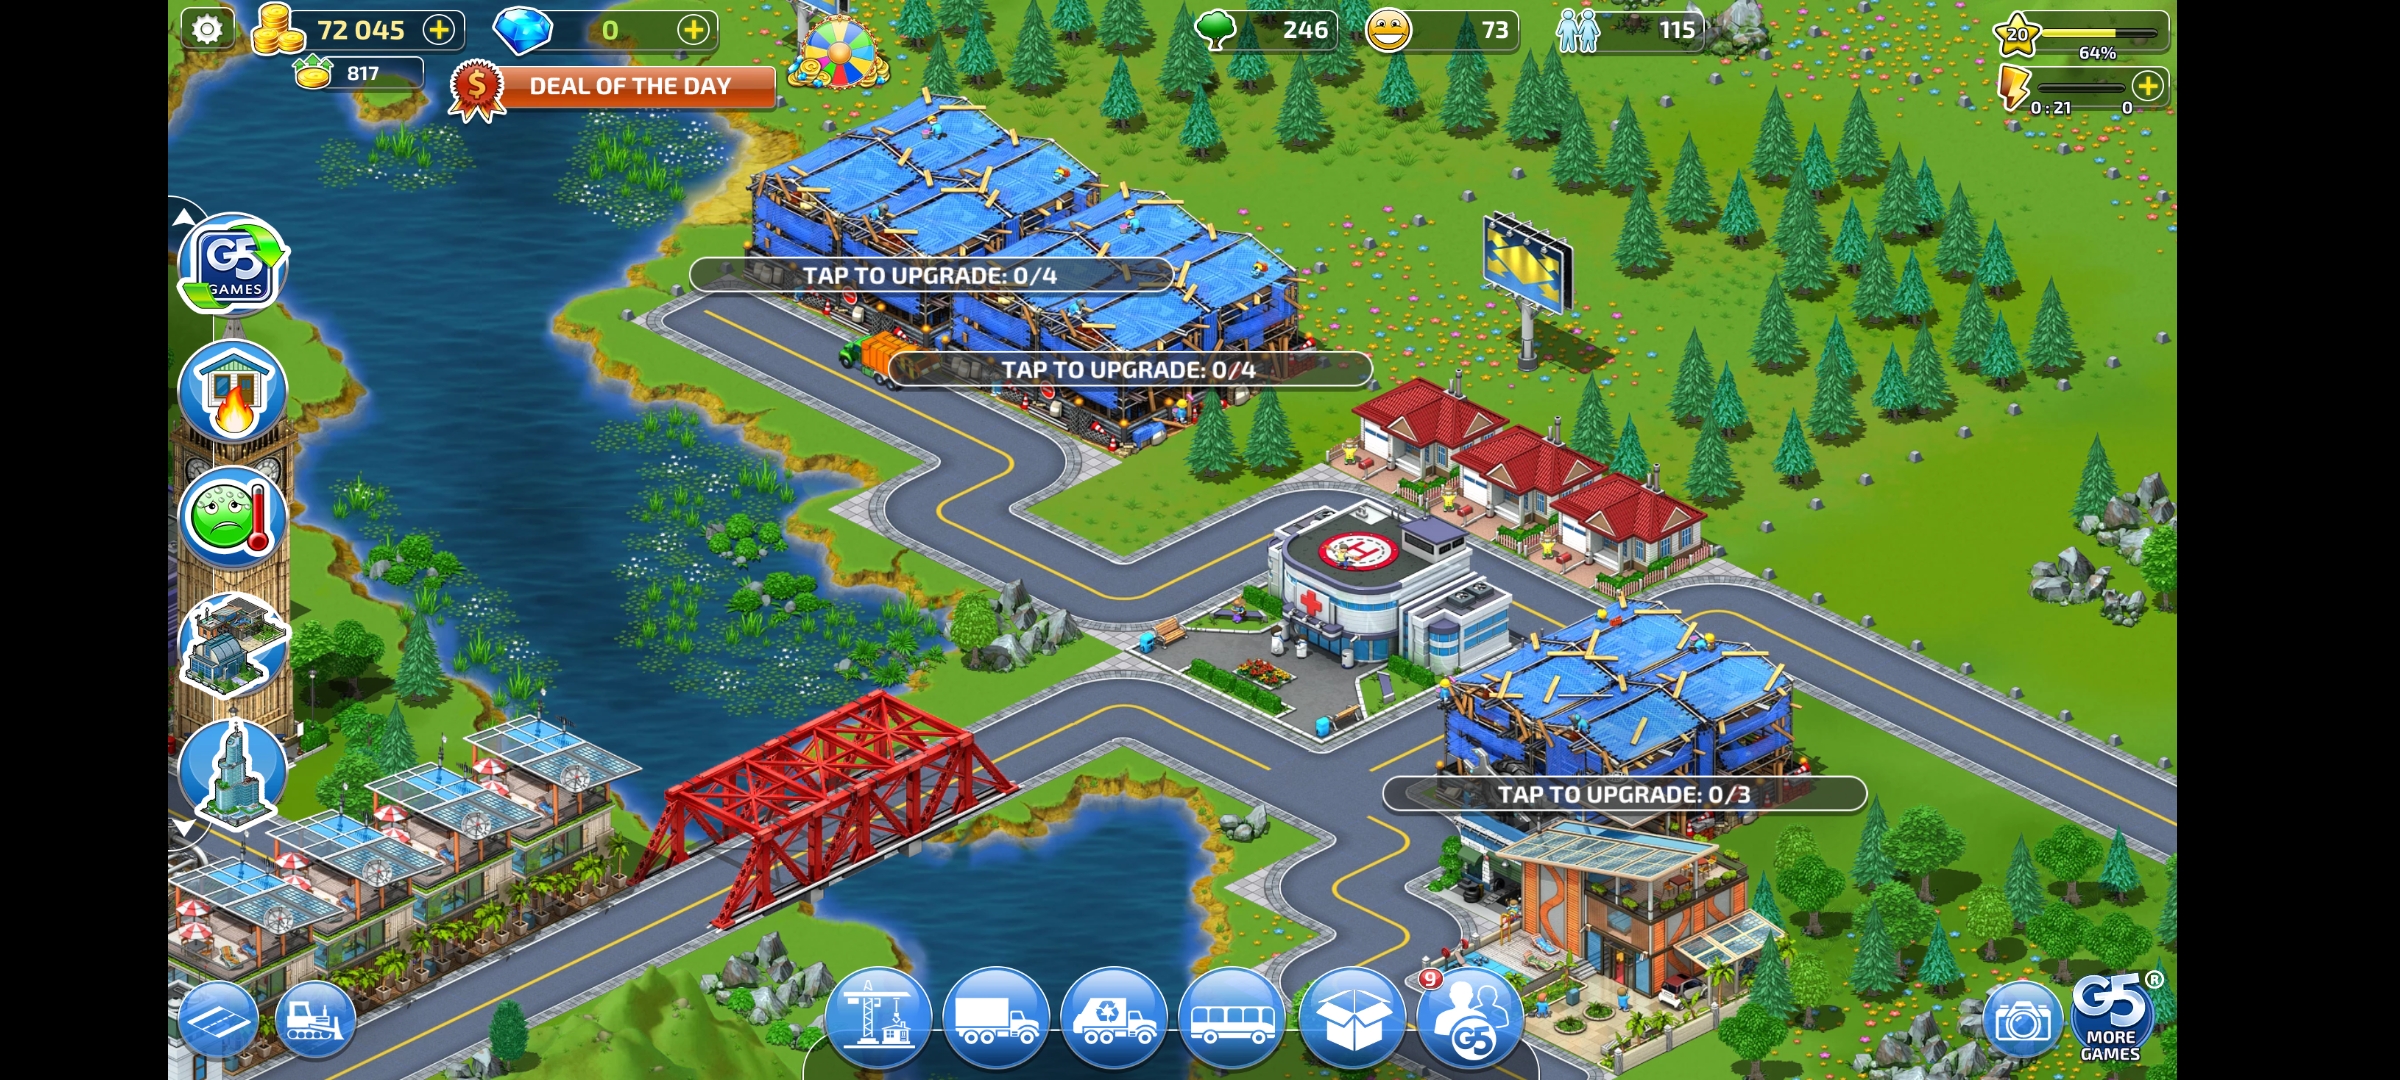 72 045
0
817
DEAL OF THE DAY
246
73
115
20
64%
0:21
0
G5
GAMES
TAP TO UPGRADE: 0/4
TAP TO UPGRADE: 0/4
H
TAP TO UPGRADE: 0/3
9
G5
G5®
MORE
GAMES